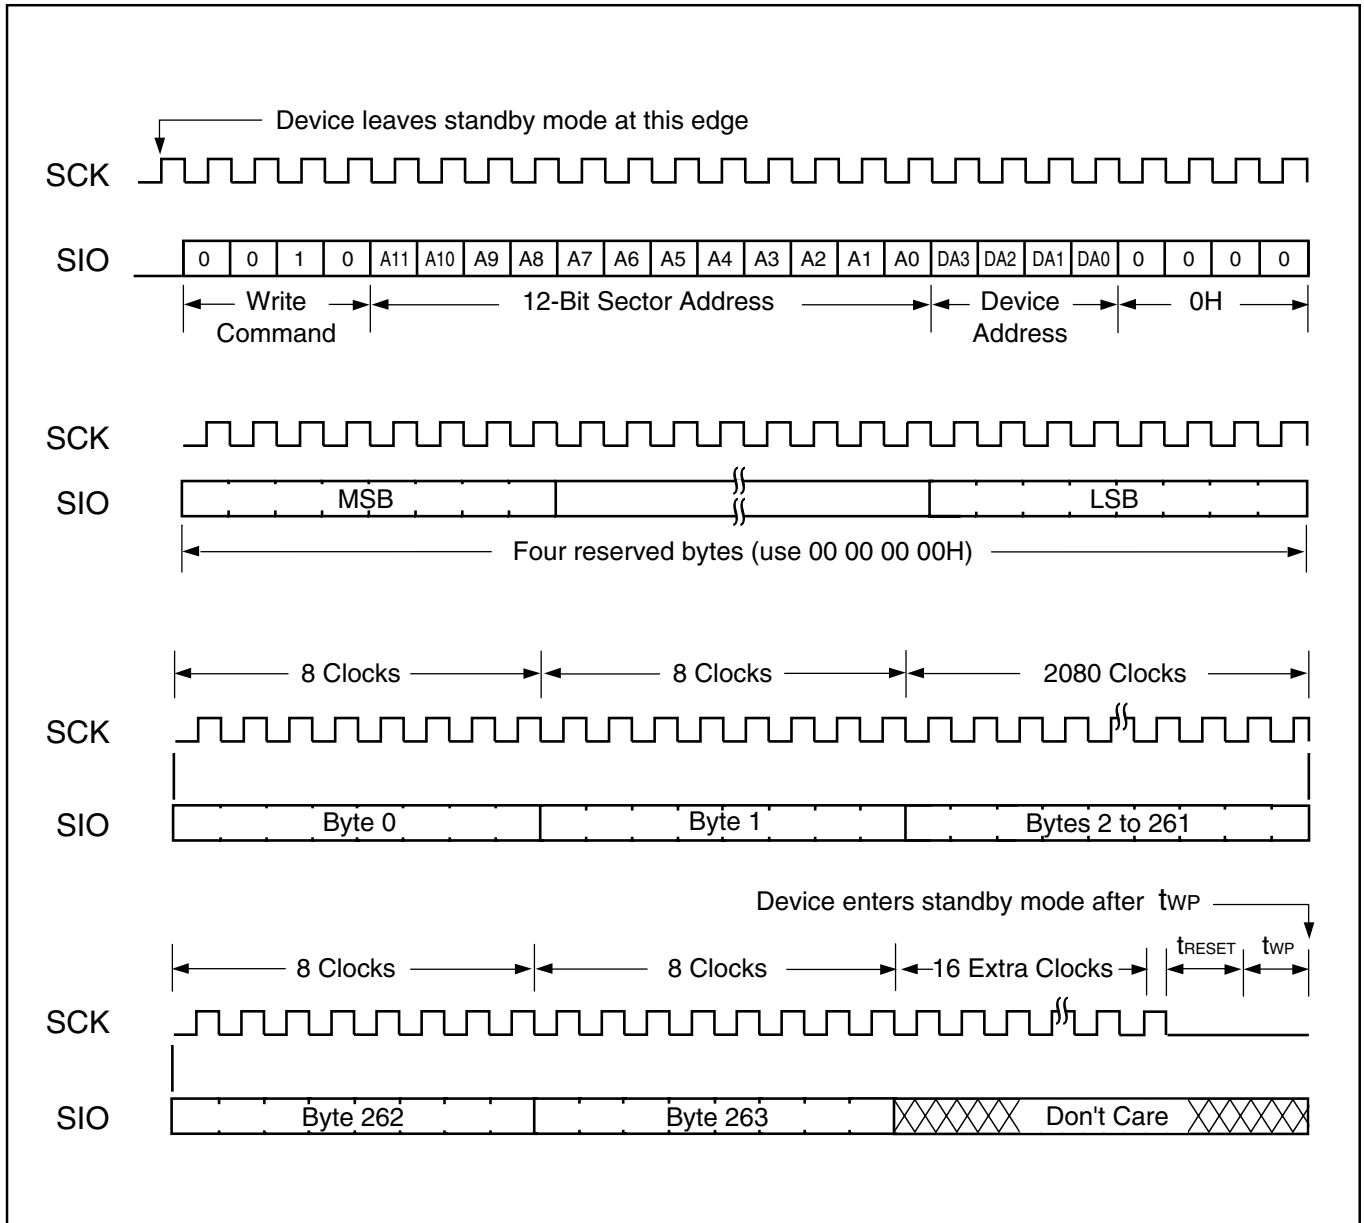 Device leaves standby mode at this edge
SCK
SIO 0 0 1 0 A11 A10 A9 A8 A7 A6 A5 A4 A3 A2 A1 A0 DA3 DA2 DA1 DA0 0 0 0 0
Write Command 12-Bit Sector Address Device Address 0H
SCK
SIO MSB LSB
Four reserved bytes (use 00 00 00 00H)
8 Clocks 8 Clocks 2080 Clocks
SCK
SIO Byte 0 Byte 1 Bytes 2 to 261
Device enters standby mode after tWP
8 Clocks 8 Clocks 16 Extra Clocks tRESET tWP
SCK
SIO Byte 262 Byte 263 Don't Care